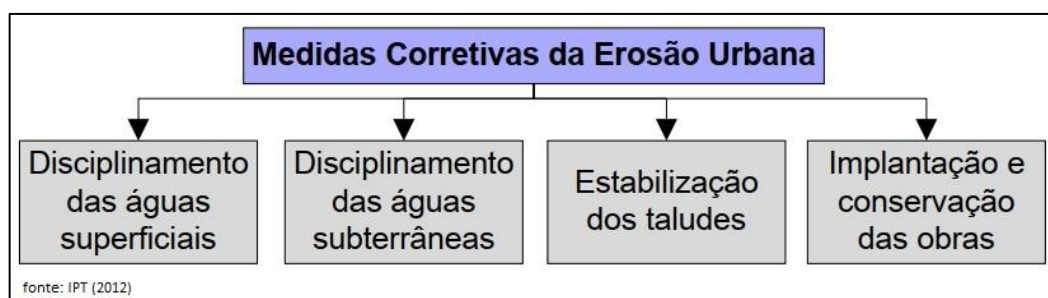 Medidas Corretivas da Erosão Urbana
Disciplinamento
das águas
superficiais
Disciplinamento
das águas
subterrâneas
Estabilização
dos taludes
Implantação e
conservação
das obras
fonte: IPT (2012)